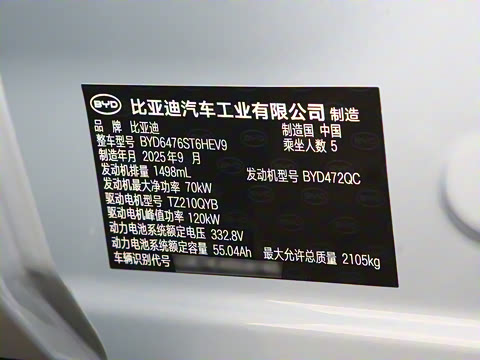 BYD 比亚迪汽车工业有限公司 制造
品 牌 比亚迪 制造国 中国
整车型号 BYD6476ST6HEV9 乘坐人数 5
制造年月 2025年9 月
发动机排量 1498mL 发动机型号 BYD472QC
发动机最大净功率 70kW
驱动电机型号 TZ210QYB
驱动电机峰值功率 120kW
动力电池系统额定电压 332.8V
动力电池系统额定容量 55.04Ah 最大允许总质量 2105kg
车辆识别代号